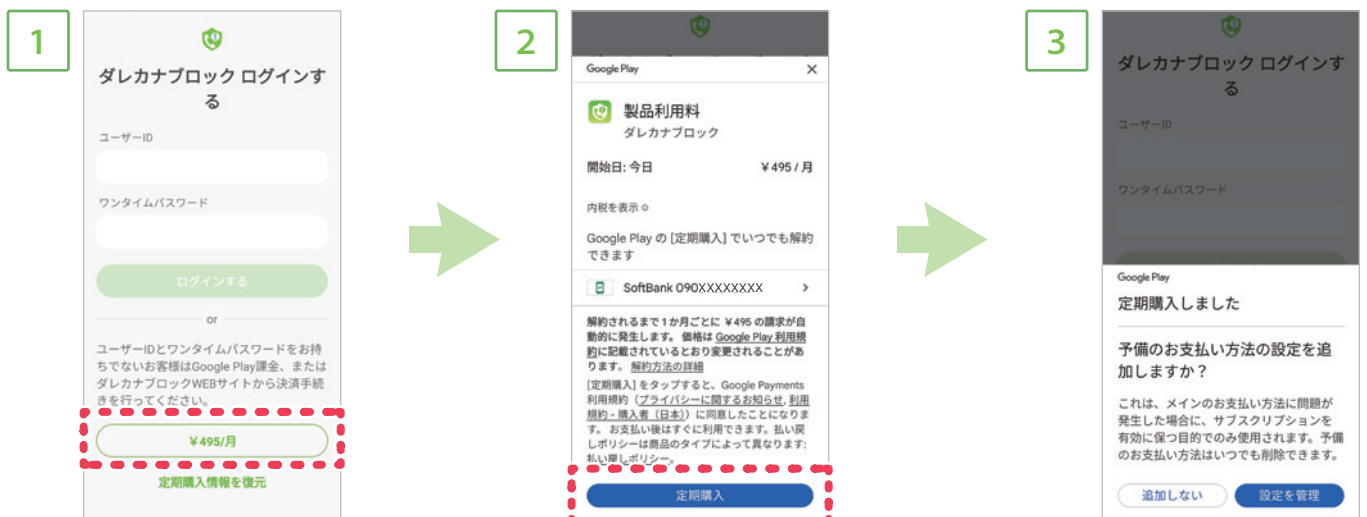 1
ダレカナブロック ログインす
る
ユーザーID
ワンタイムパスワード
ログインする
or
ユーザーIDとワンタイムパスワードをお持
ちでないお客様はGoogle Play課金、または
ダレカナブロックWEBサイトから決済手続
きを行ってください。
¥495/月
定期購入情報を復元
2
Google Play
製品利用料
ダレカナブロック
開始日: 今日 ¥495 / 月
内税を表示
Google Play の [定期購入] でいつでも解約
できます
SoftBank 090XXXXXXXX
解約されるまで 1 か月ごとに ¥495 の請求が自
動的に発生します。 価格は Google Play 利用規
約に記載されているとおり変更されることがあ
ります。 解約方法の詳細
[定期購入] をタップすると、Google Payments
利用規約（プライバシーに関するお知らせ, 利用
規約 - 購入者（日本））に同意したことになりま
す。 お支払い後はすぐに利用できます。払い戻
しポリシーは商品のタイプによって異なります:
払い戻しポリシー。
定期購入
3
ダレカナブロック ログインす
る
ユーザーID
ワンタイムパスワード
Google Play
定期購入しました
予備のお支払い方法の設定を追
加しますか？
これは、メインのお支払い方法に問題が
発生した場合に、サブスクリプションを
有効に保つ目的でのみ使用されます。予備
のお支払い方法はいつでも削除できます。
追加しない 設定を管理